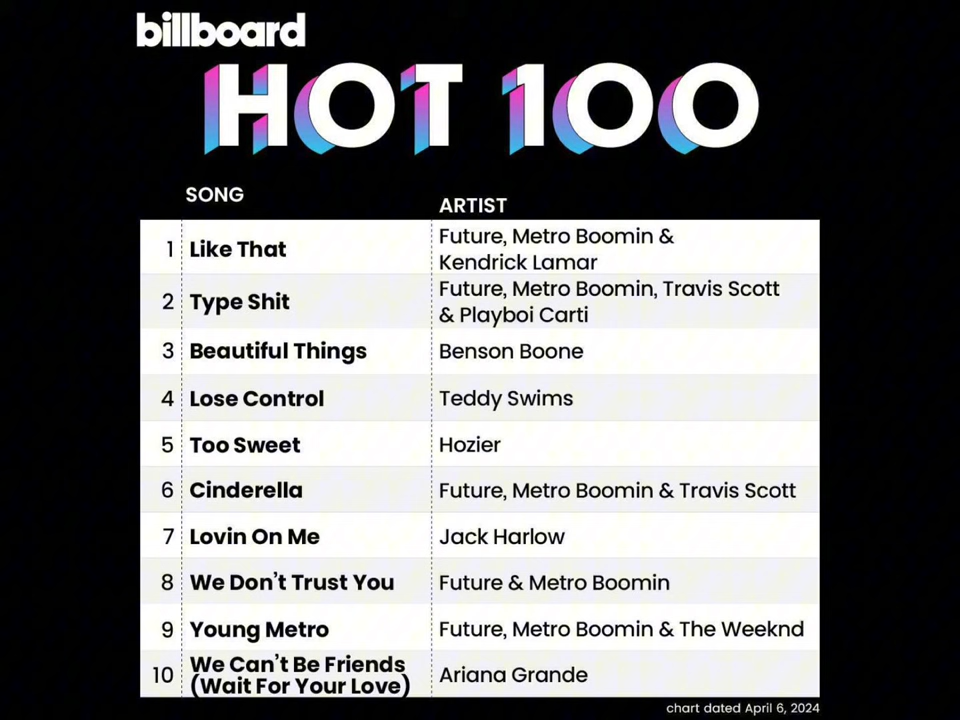 billboard
HOT 100
SONG
ARTIST
1 Like That Future, Metro Boomin &
Kendrick Lamar
2 Type Shit Future, Metro Boomin, Travis Scott
& Playboi Carti
3 Beautiful Things Benson Boone
4 Lose Control Teddy Swims
5 Too Sweet Hozier
6 Cinderella Future, Metro Boomin & Travis Scott
7 Lovin On Me Jack Harlow
8 We Don't Trust You Future & Metro Boomin
9 Young Metro Future, Metro Boomin & The Weeknd
10 We Can't Be Friends
(Wait For Your Love) Ariana Grande
chart dated April 6, 2024